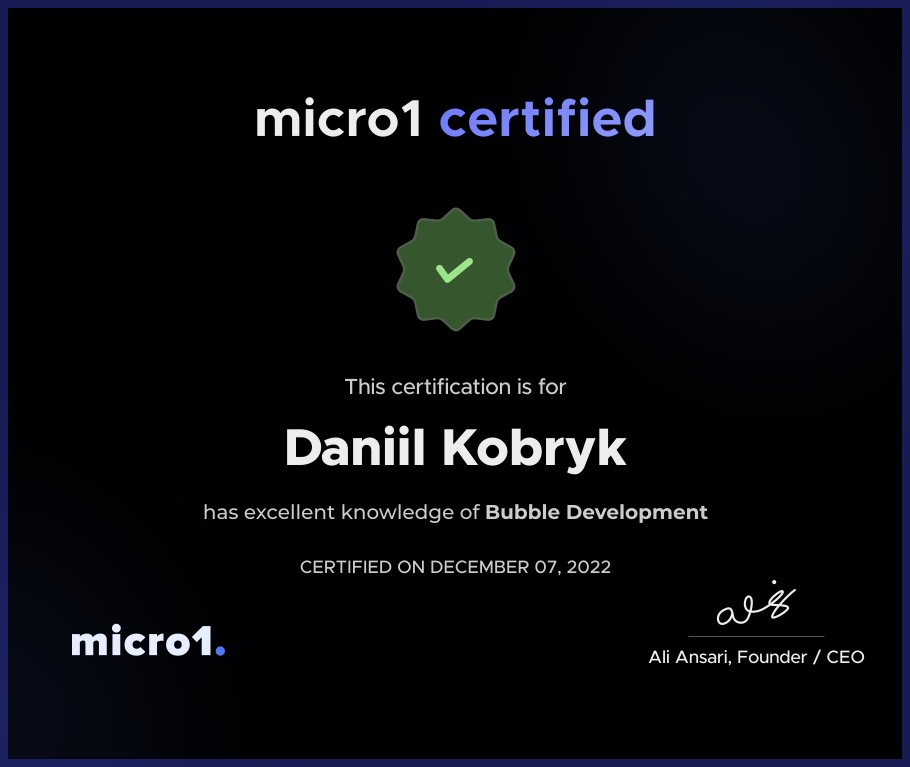 micro1 certified
This certification is for
Daniil Kobryk
has excellent knowledge of Bubble Development
CERTIFIED ON DECEMBER 07, 2022
micro1.
Ali Ansari, Founder / CEO